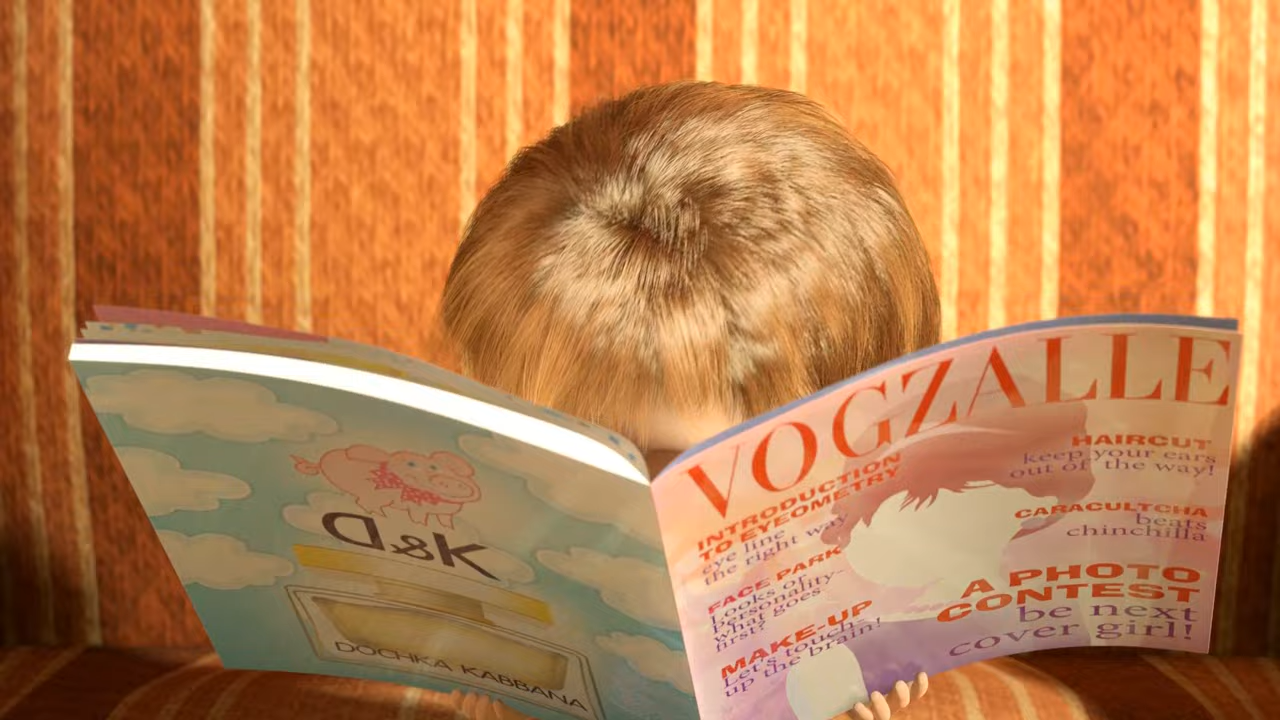 D&K
DOCHKA KABBANA
VOGZALLE
INTRODUCTION
TO EYEOMETRY
eye line
the right way
FACE PARK
Looks or
personality-
what goes
first?
MAKE-UP
Let's touch-
up the brain!
HAIRCUT
keep your ears
out of the way!
CARACULTCHA
beats
chinchilla
A PHOTO
CONTEST
be next
cover girl!